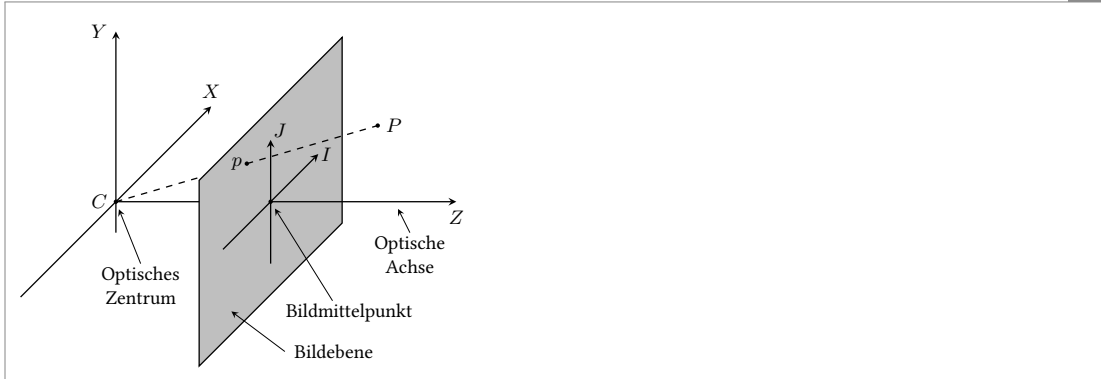 Y
X
J
P
p
I
C
Z
Optische
Achse
Optisches
Zentrum
Bildmittelpunkt
Bildebene